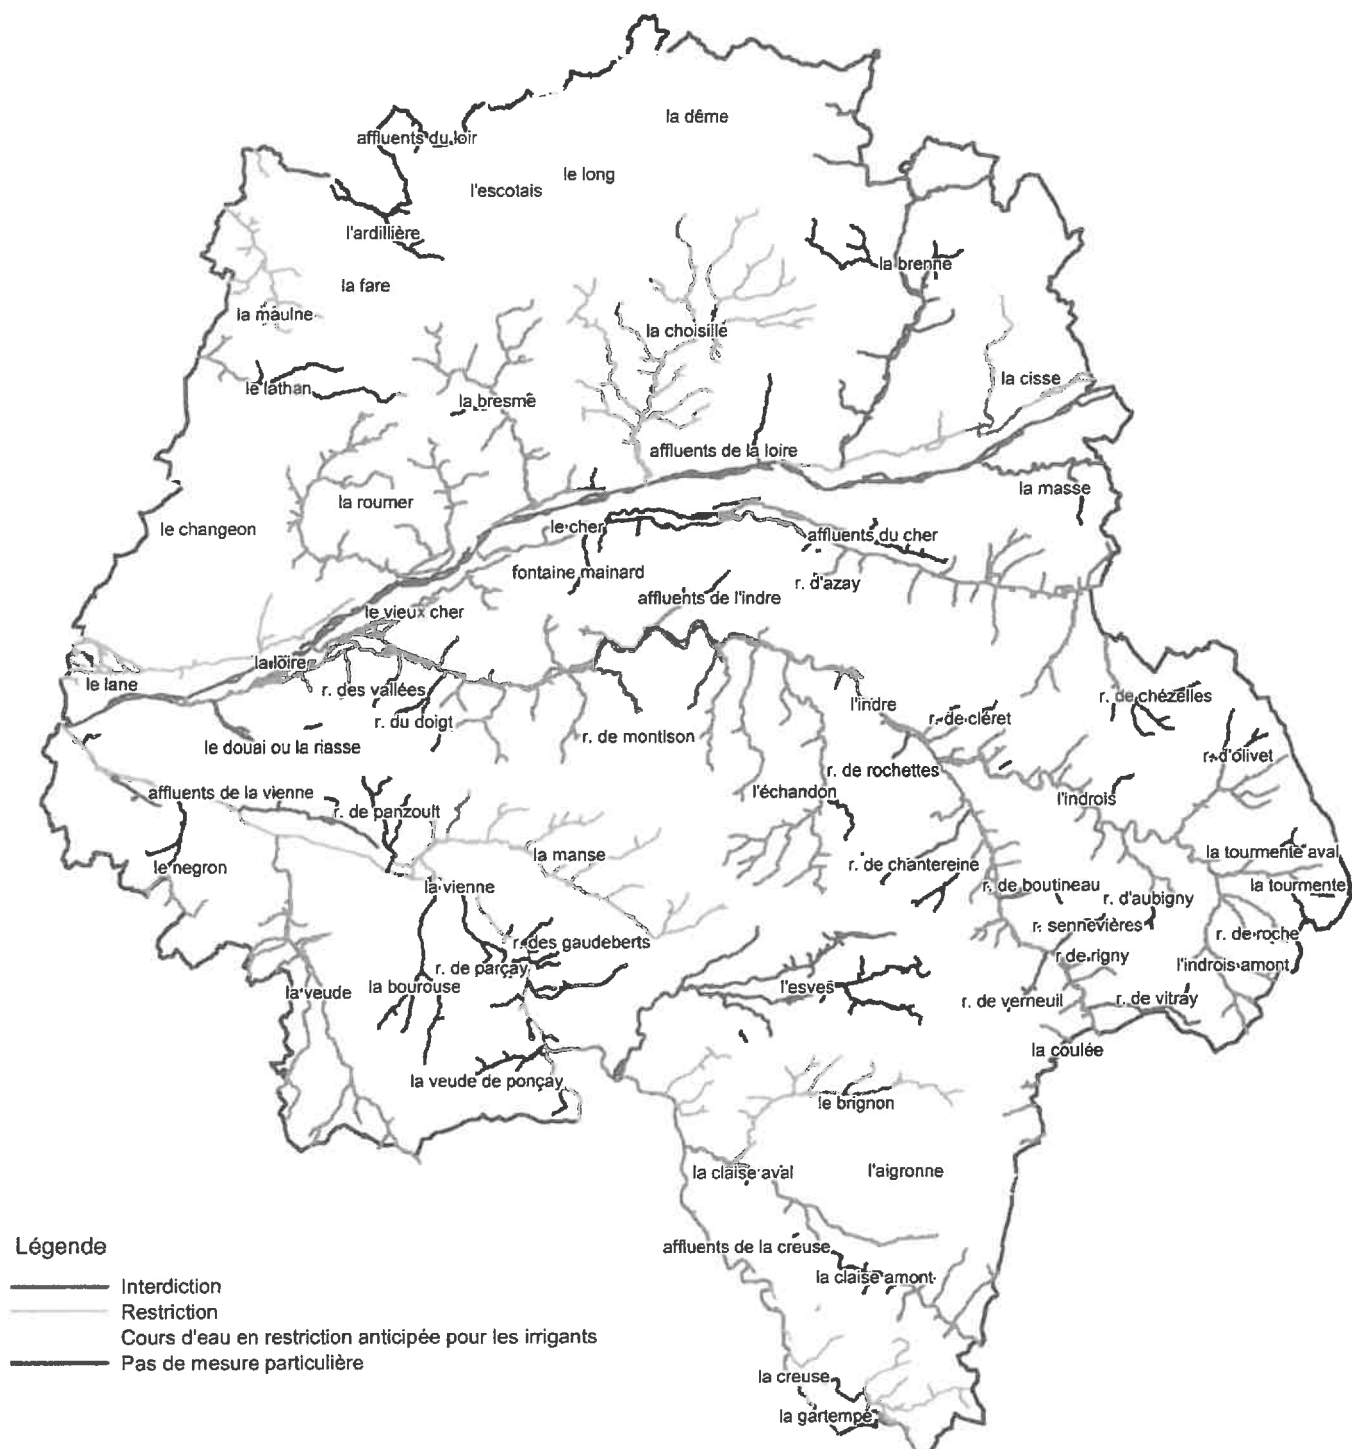 la dême
affluents du loir
le long
l'escotais
l'ardillière
la brenne
la fare
la maulne
la choisille
la cisse
le lathan
la bresme
affluents de la loire
la masse
la roumer
le changeon
le cher
affluents du cher
fontaine mainard
r. d'azay
affluents de l'indre
le vieux cher
la loire
le lane
r. des vallées
r. de chézelles
l'indre
r. de cléret
r. du doigt
r. de montison
le douai ou la riasse
r. d'olivet
r. de rochettes
affluents de la vienne
l'échandon
l'indrois
r. de panzoult
la manse
la tourmente aval
le negron
r. de chantereine
la vienne
r. de boutineau
la tourmente
r. d'aubigny
r. sennevières
r. de roche
r. des gaudeberts
r de rigny
r. de parçay
l'indrois amont
la bourouse
l'esves
la veude
r. de verneuil
r. de vitray
la coulée
la veude de ponçay
le brignon
la claise aval
l'aigronne
affluents de la creuse
la claise amont
la creuse
la gartempe
Légende
Interdiction
Restriction
Cours d'eau en restriction anticipée pour les irrigants
Pas de mesure particulière